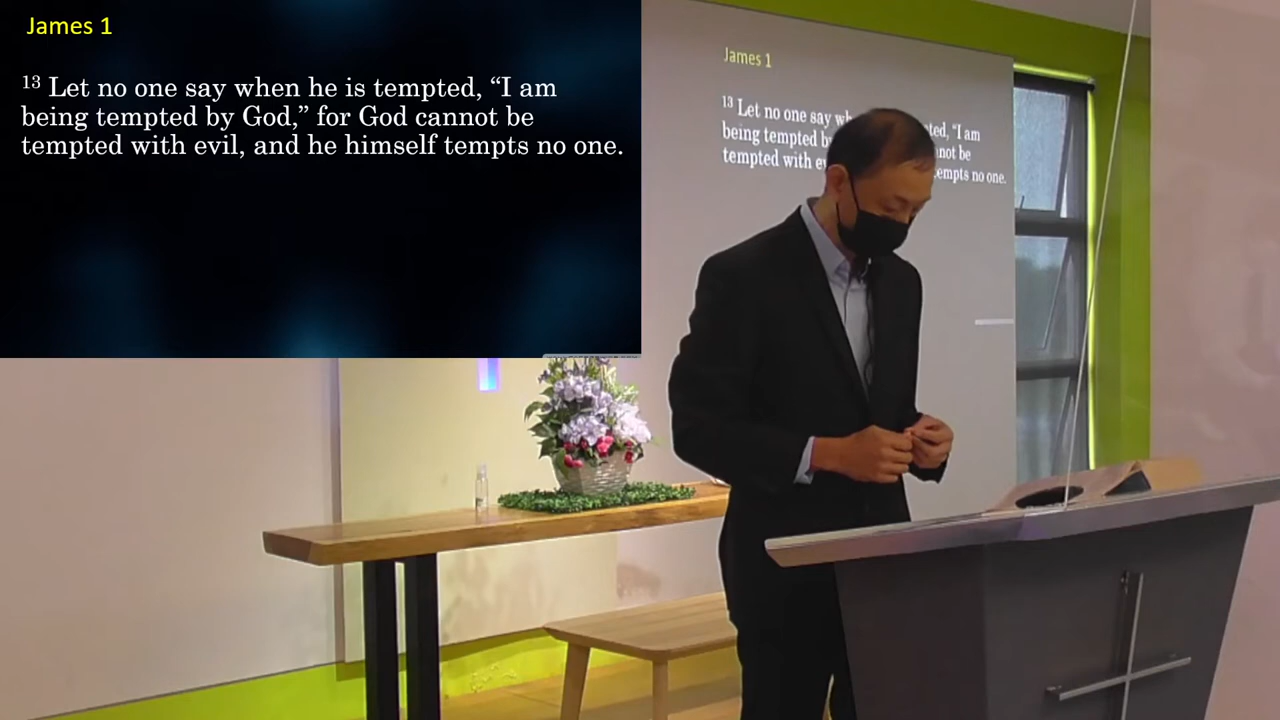 James 1
13 Let no one say when he is tempted, “I am
being tempted by God,” for God cannot be
tempted with evil, and he himself tempts no one.
James 1
13 Let no one say wh ted, “I am
being tempted b not be
tempted with e empts no one.